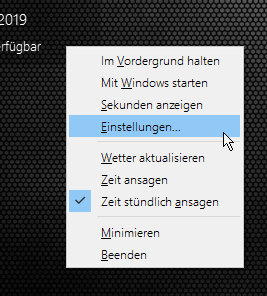 2019
erfügbar
Im Vordergrund halten
Mit Windows starten
Sekunden anzeigen
Einstellungen...
Wetter aktualisieren
Zeit ansagen
Zeit stündlich ansagen
Minimieren
Beenden